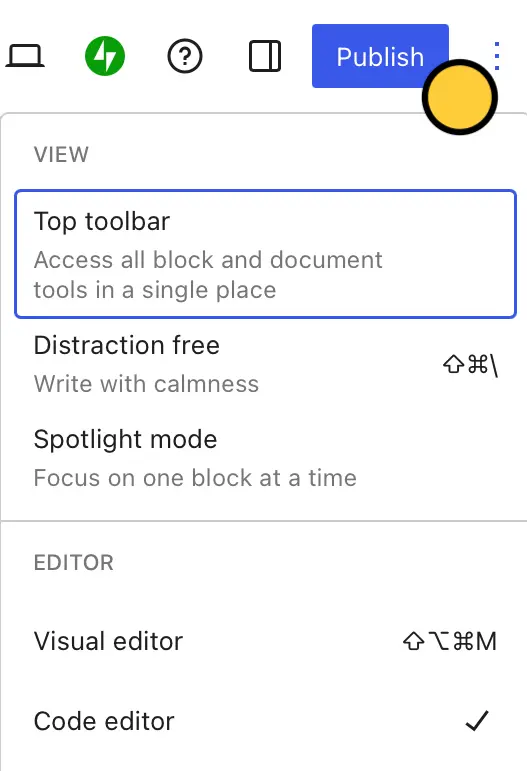 Publish
VIEW
Top toolbar
Access all block and document
tools in a single place
Distraction free
⇧⌘\
Write with calmness
Spotlight mode
Focus on one block at a time
EDITOR
Visual editor ⇧⌥⌘M
Code editor ✓